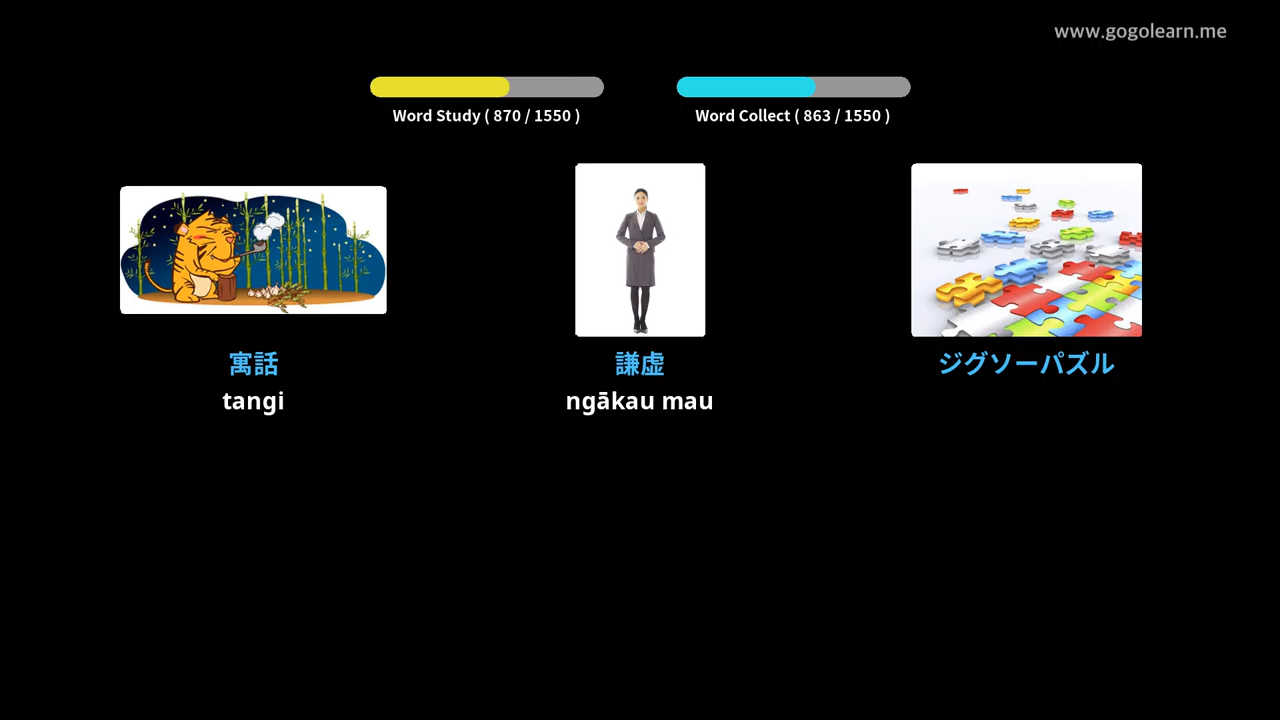 www.gogolearn.me
Word Study ( 870 / 1550 )
Word Collect ( 863 / 1550 )
寓話
tangi
謙虚
ngākau mau
ジグソーパズル